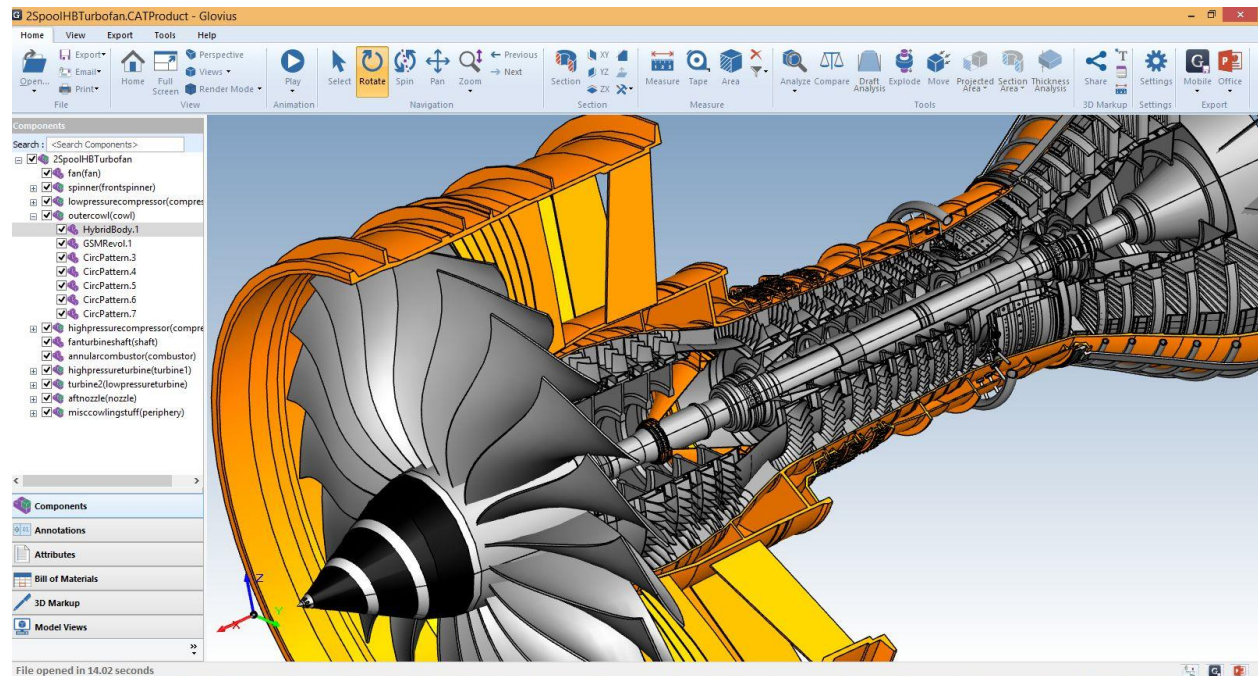 2SpoolHBTurbofan.CATProduct - Glovius
Home View Export Tools Help
Open... Export Email Print File
Home Full Screen Perspective Views Render Mode View
Play Animation
Select Rotate Spin Pan Zoom Previous Next Navigation
Section XY YZ ZX Section
Measure Tape Area Measure
Analyze Compare Draft Analysis Explode Move Projected Area Section Area Thickness Analysis Tools
Share 3D Markup
Settings Settings
Mobile Office Export
Components
Search : <Search Components>
2SpoolHBTurbofan
fan(fan)
spinner(frontspinner)
lowpressurecompressor(compres
outercowl(cowl)
HybridBody.1
GSMRevol.1
CircPattern.3
CircPattern.4
CircPattern.5
CircPattern.6
CircPattern.7
highpressurecompressor(compre
fanturbineshaft(shaft)
annularcombustor(combustor)
highpressureturbine(turbine1)
turbine2(lowpressureturbine)
aftnozzle(nozzle)
misccowlingstuff(periphery)
Components
Annotations
Attributes
Bill of Materials
3D Markup
Model Views
Z
Y
X
File opened in 14.02 seconds